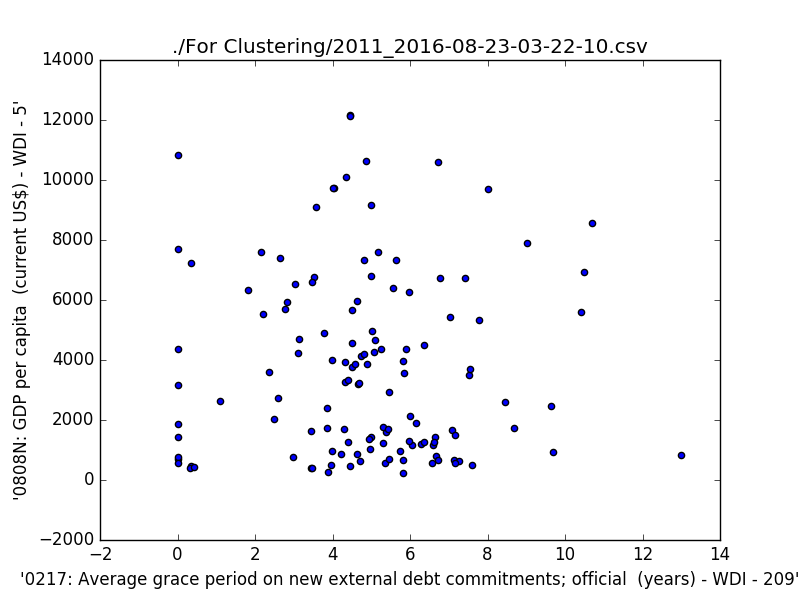 ./For Clustering/2011_2016-08-23-03-22-10.csv
'0808N: GDP per capita  (current US$) - WDI - 5'
14000
12000
10000
8000
6000
4000
2000
0
−2000
−2 0 2 4 6 8 10 12 14
'0217: Average grace period on new external debt commitments; official  (years) - WDI - 209'